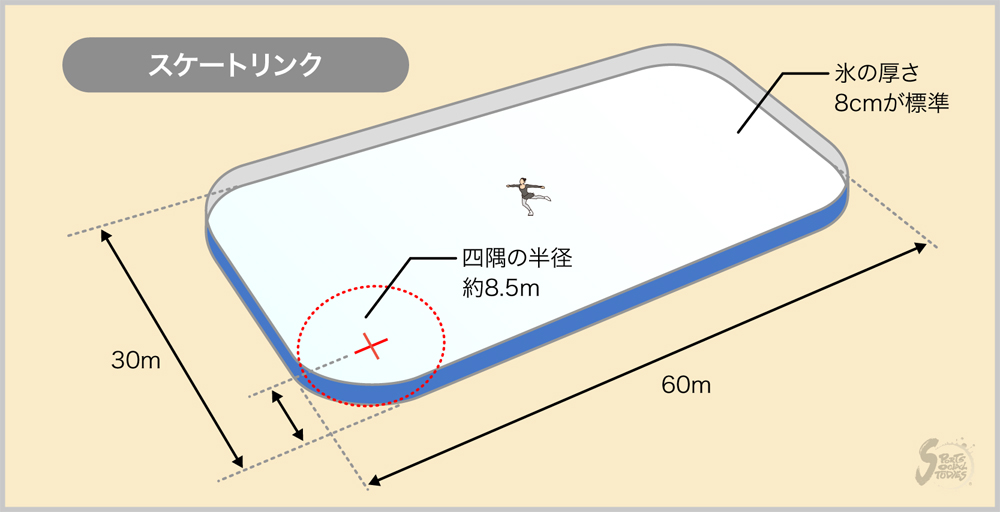 スケートリンク
氷の厚さ
8cmが標準
四隅の半径
約8.5m
30m
60m
SPORTS
SOCIAL
STUDIES